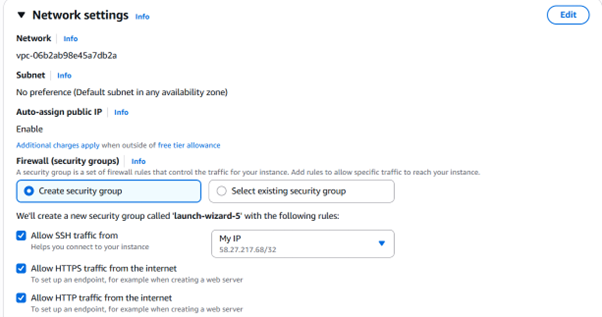 ▼ Network settings Info Edit
Network | Info
vpc-06b2ab98e45a7db2a
Subnet | Info
No preference (Default subnet in any availability zone)
Auto-assign public IP | Info
Enable
Additional charges apply when outside of free tier allowance
Firewall (security groups) | Info
A security group is a set of firewall rules that control the traffic for your instance. Add rules to allow specific traffic to reach your instance.
Create security group Select existing security group
We'll create a new security group called 'launch-wizard-5' with the following rules:
Allow SSH traffic from My IP
Helps you connect to your instance 58.27.217.68/32
Allow HTTPS traffic from the internet
To set up an endpoint, for example when creating a web server
Allow HTTP traffic from the internet
To set up an endpoint, for example when creating a web server